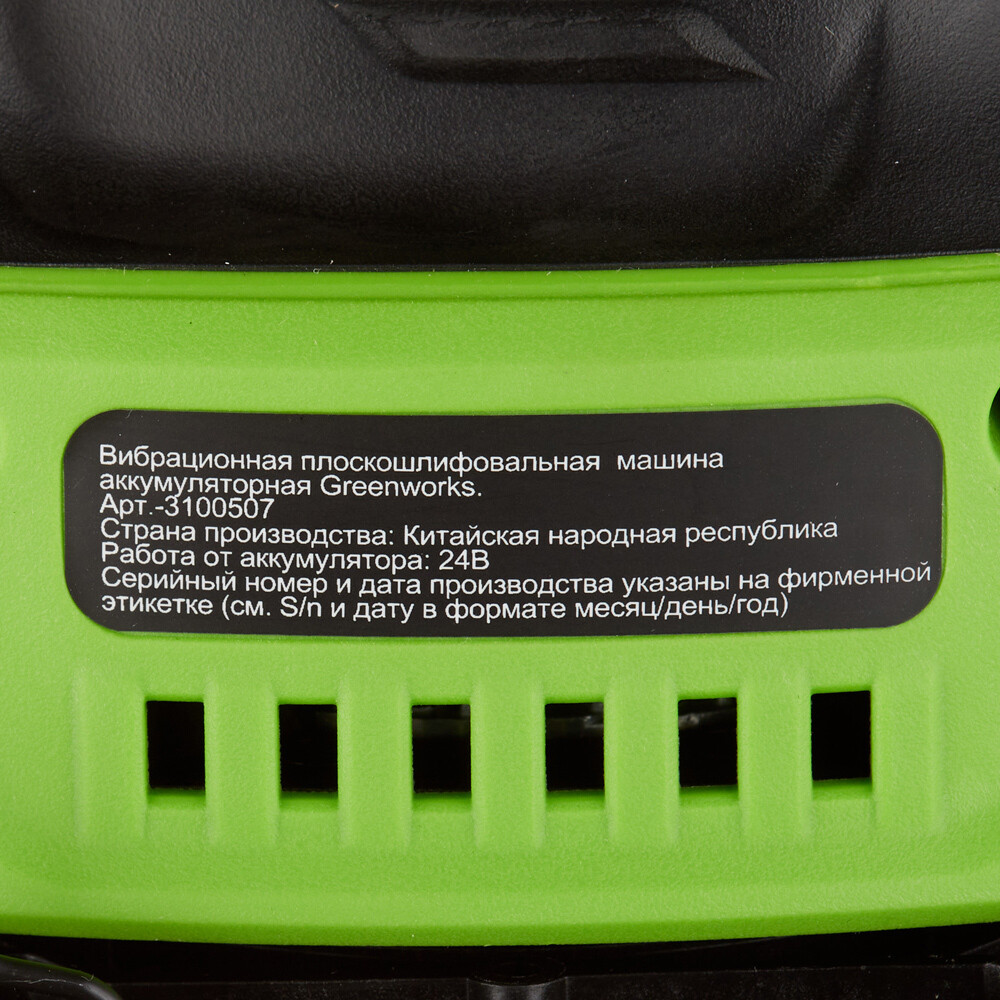 Вибрационная плоскошлифовальная машина
аккумуляторная Greenworks.
Арт.-3100507
Страна производства: Китайская народная республика
Работа от аккумулятора: 24В
Серийный номер и дата производства указаны на фирменной
этикетке (см. S/n и дату в формате месяц/день/год)